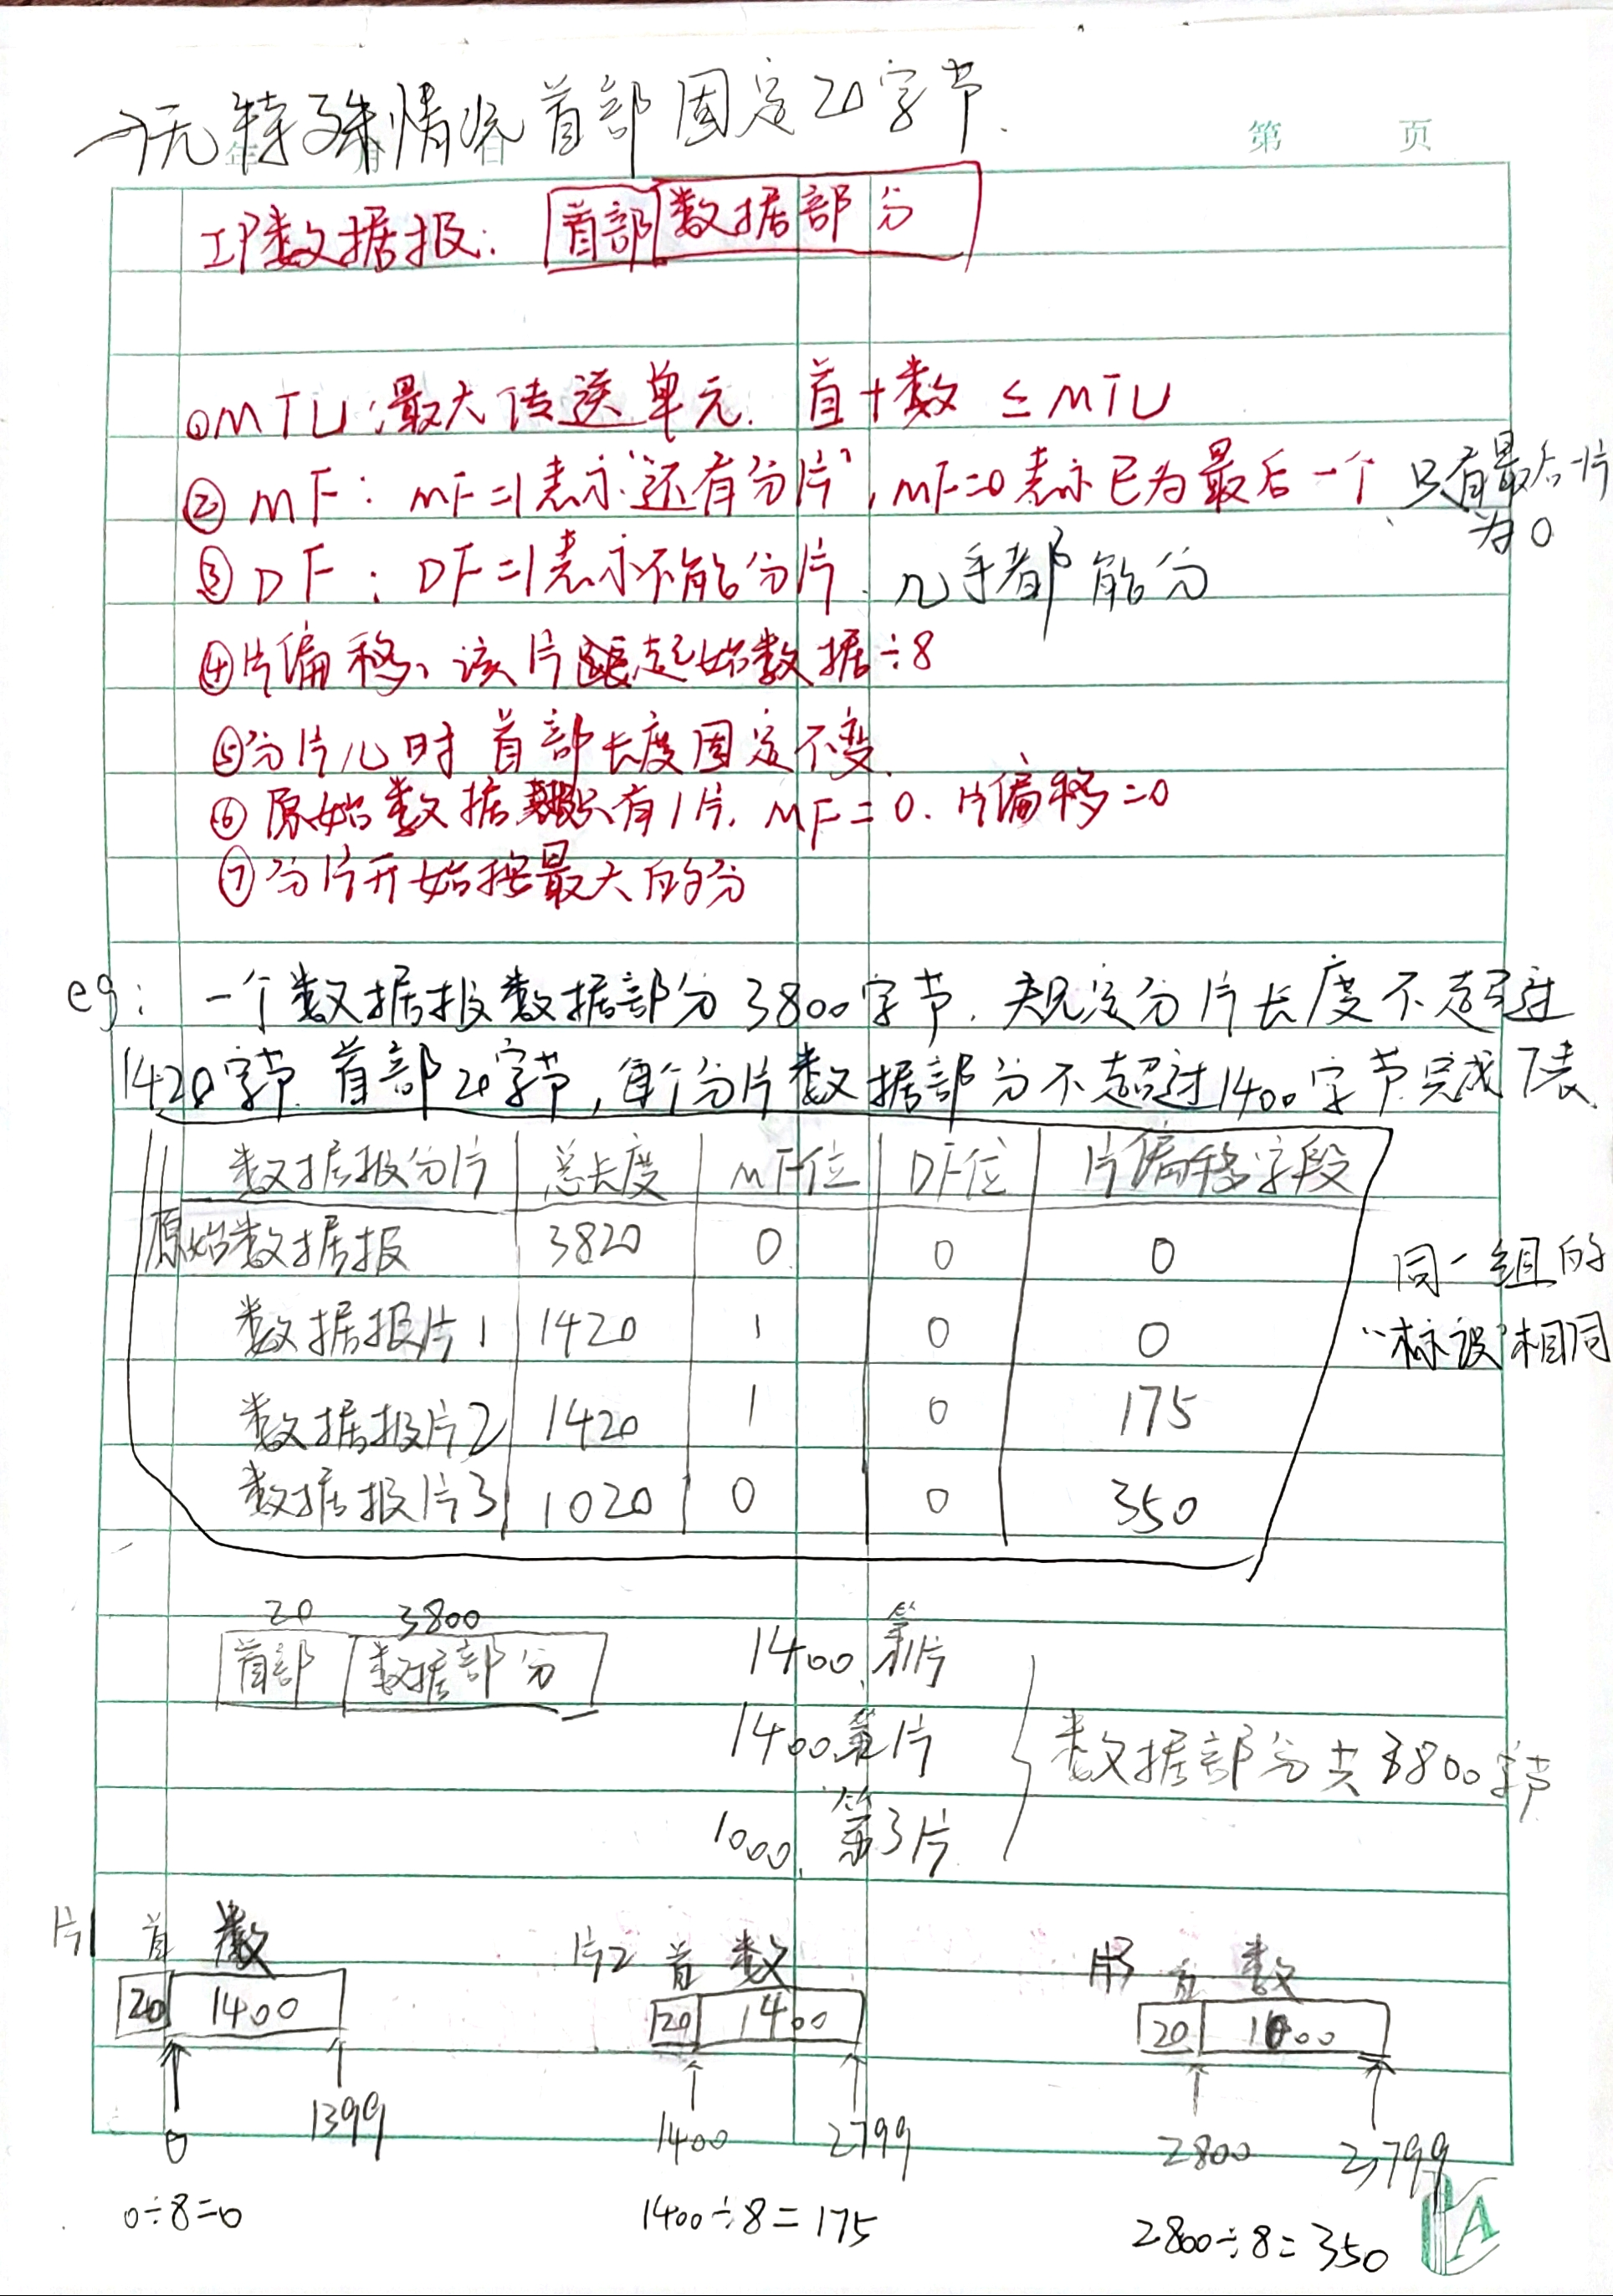 →无特殊情况首部固定20字节.
年 月 日
第 页
IP数据报: 首部 数据部分
①MTU:最大传送单元. 首+数 ≤ MTU
②MF: MF=1表示"还有分片",MF=0表示已为最后一个 只有最后一片
为0
③DF: DF=1表示不能分片. 几乎都能分
④片偏移、该片起始数据÷8
⑤分片几时 首部长度固定不变.
⑥原始数据只有1片. MF=0. 片偏移=0
⑦分片开始按最大的分
eg: 一个数据报数据部分3800字节. 规定分片长度不超过
1420字节. 首部20字节,每个分片数据部分不超过1400字节.完成下表.
数据报分片 总长度 MF位 DF位 片偏移字段
原始数据报 3820 0 0 0
数据报片1 1420 1 0 0
数据报片2 1420 1 0 175
数据报片3 1020 0 0 350
同一组的
"标识"相同
20 3800
首部 数据部分
1400 第1片
1400 第2片
1000. 第3片
数据部分共3800字节
片1 首 数
20 1400
0 1399
0÷8=0
片2 首 数
20 1400
1400 2799
1400÷8=175
片3 首 数
20 1000
2800 3799
2800÷8=350
A